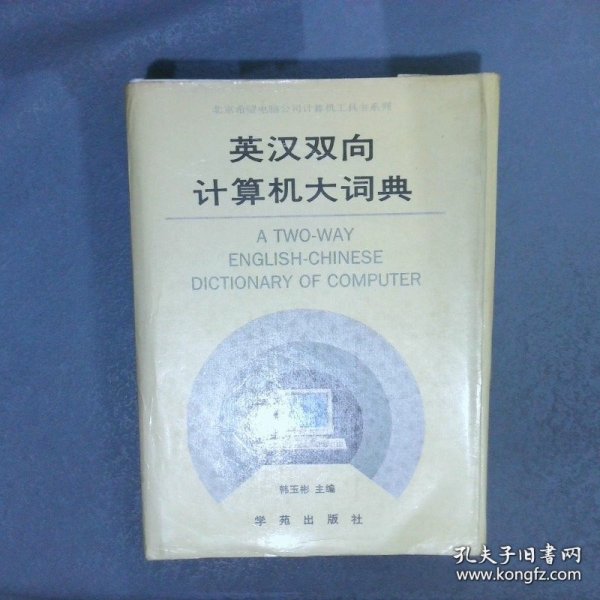 北京希望电脑公司计算机工具书系列
英汉双向
计算机大词典
A TWO-WAY
ENGLISH-CHINESE
DICTIONARY OF COMPUTER
韩玉彬 主编
学苑出版社
孔夫子旧书网
www.kongfz.com